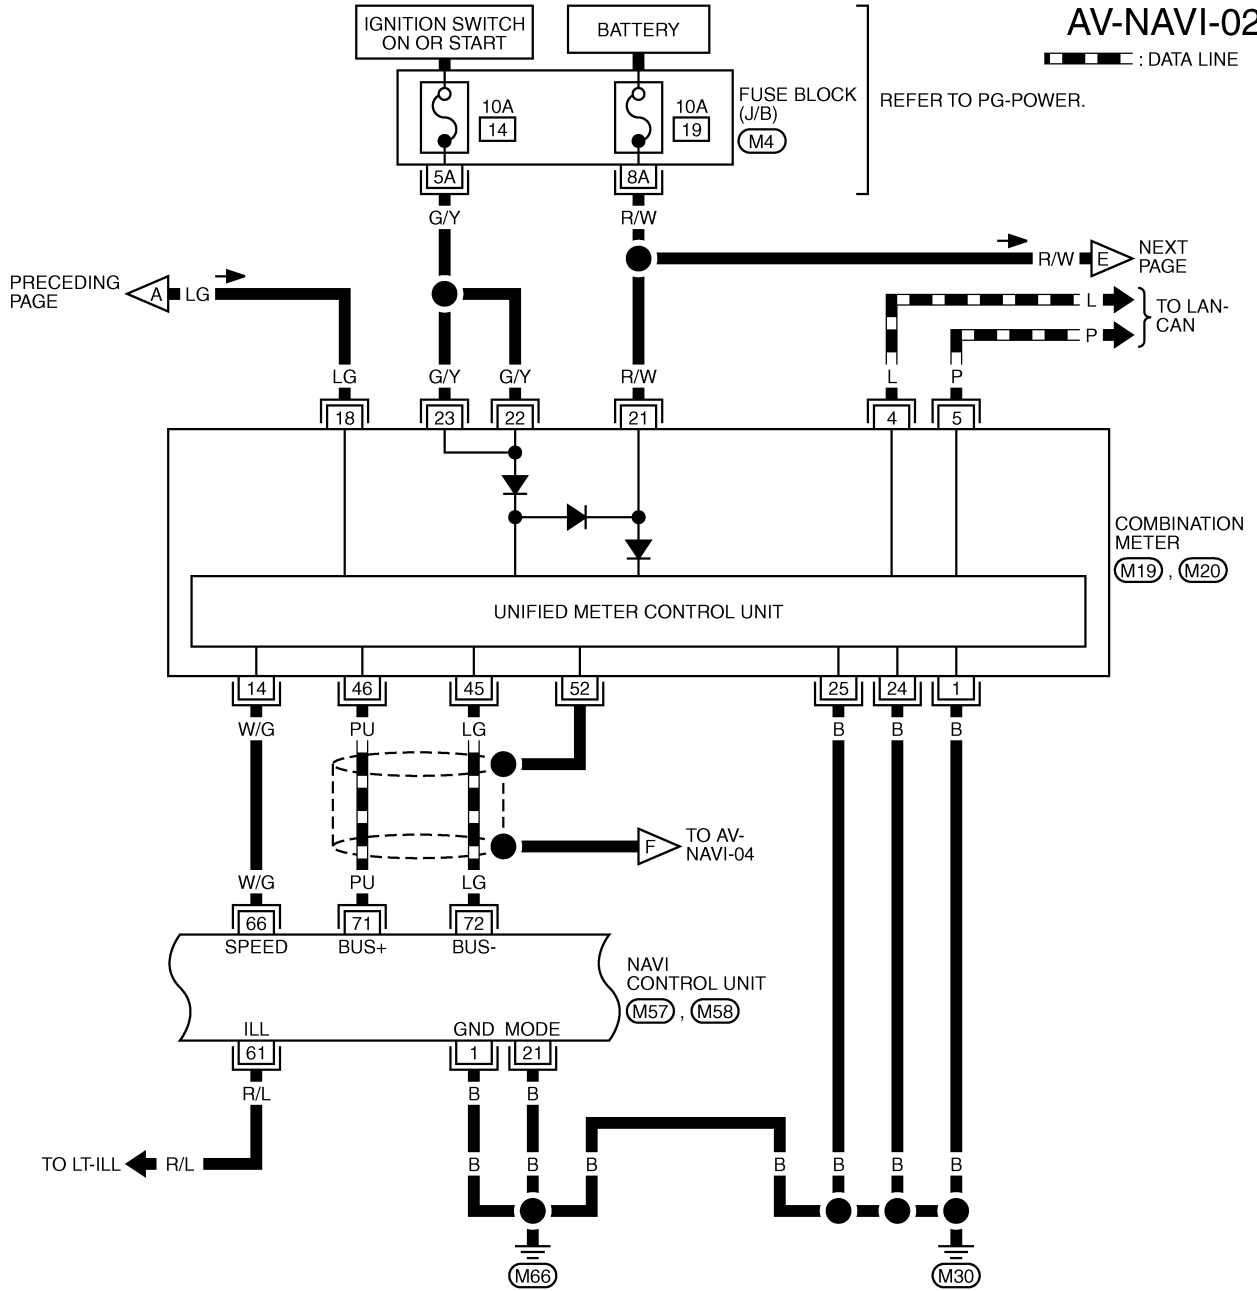 AV-NAVI-02
: DATA LINE
IGNITION SWITCH
ON OR START
BATTERY
10A
14
10A
19
FUSE BLOCK
(J/B)
M4
REFER TO PG-POWER.
5A
8A
G/Y
R/W
R/W
E
NEXT
PAGE
PRECEDING
PAGE
A
LG
L
P
TO LAN-
CAN
LG
G/Y
G/Y
R/W
L
P
18
23
22
21
4
5
COMBINATION
METER
M19 , M20
UNIFIED METER CONTROL UNIT
14
46
45
52
25
24
1
W/G
PU
LG
B
B
B
F
TO AV-
NAVI-04
W/G
PU
LG
66
71
72
SPEED
BUS+
BUS-
NAVI
CONTROL UNIT
M57 , M58
ILL
GND
MODE
61
1
21
R/L
B
B
TO LT-ILL
R/L
B
B
B
B
B
B
B
M66
M30